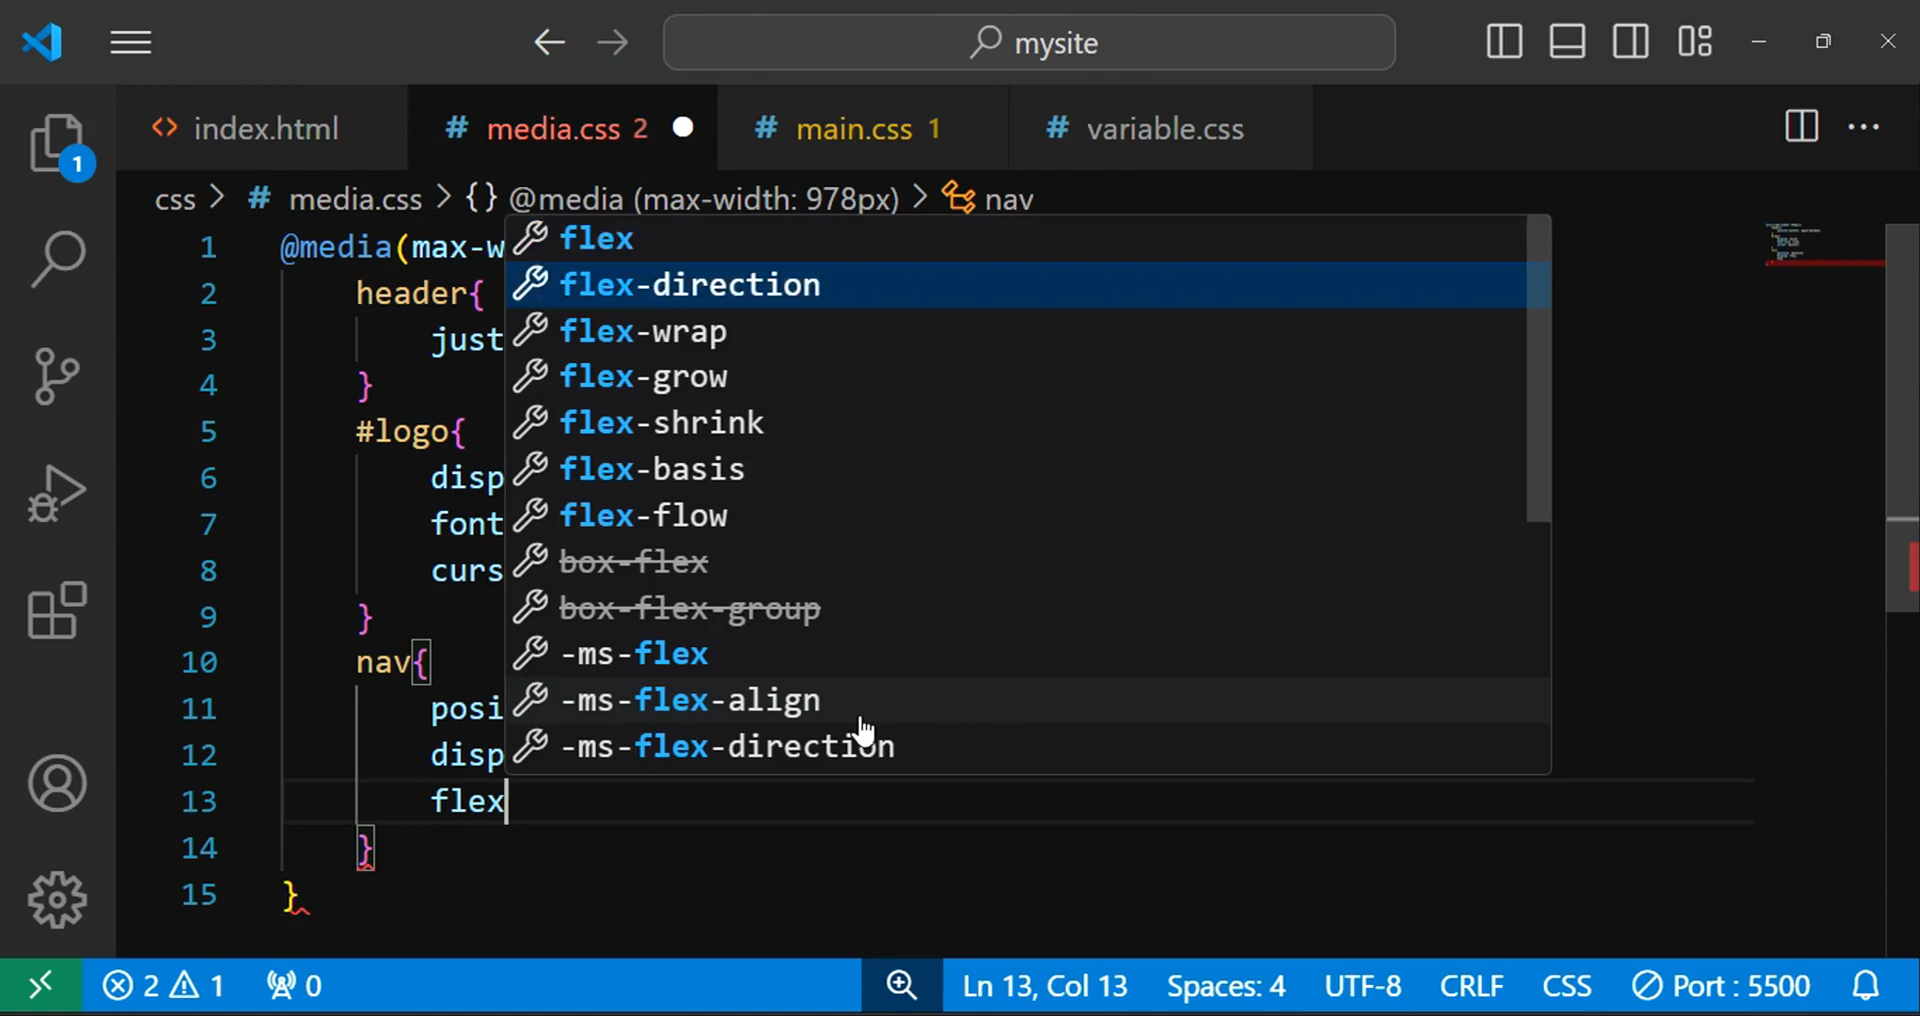 mysite
index.html
# media.css 2
# main.css 1
# variable.css
1
css > # media.css > {} @media (max-width: 978px) > nav
1 @media(max-w
2 header{
3 just
4 }
5 #logo{
6 disp
7 font
8 curs
9 }
10 nav{
11 posi
12 disp
13 flex
14 }
15 }
flex
flex-direction
flex-wrap
flex-grow
flex-shrink
flex-basis
flex-flow
box-flex
box-flex-group
-ms-flex
-ms-flex-align
-ms-flex-direction
2 1 0 Ln 13, Col 13 Spaces: 4 UTF-8 CRLF CSS Port : 5500